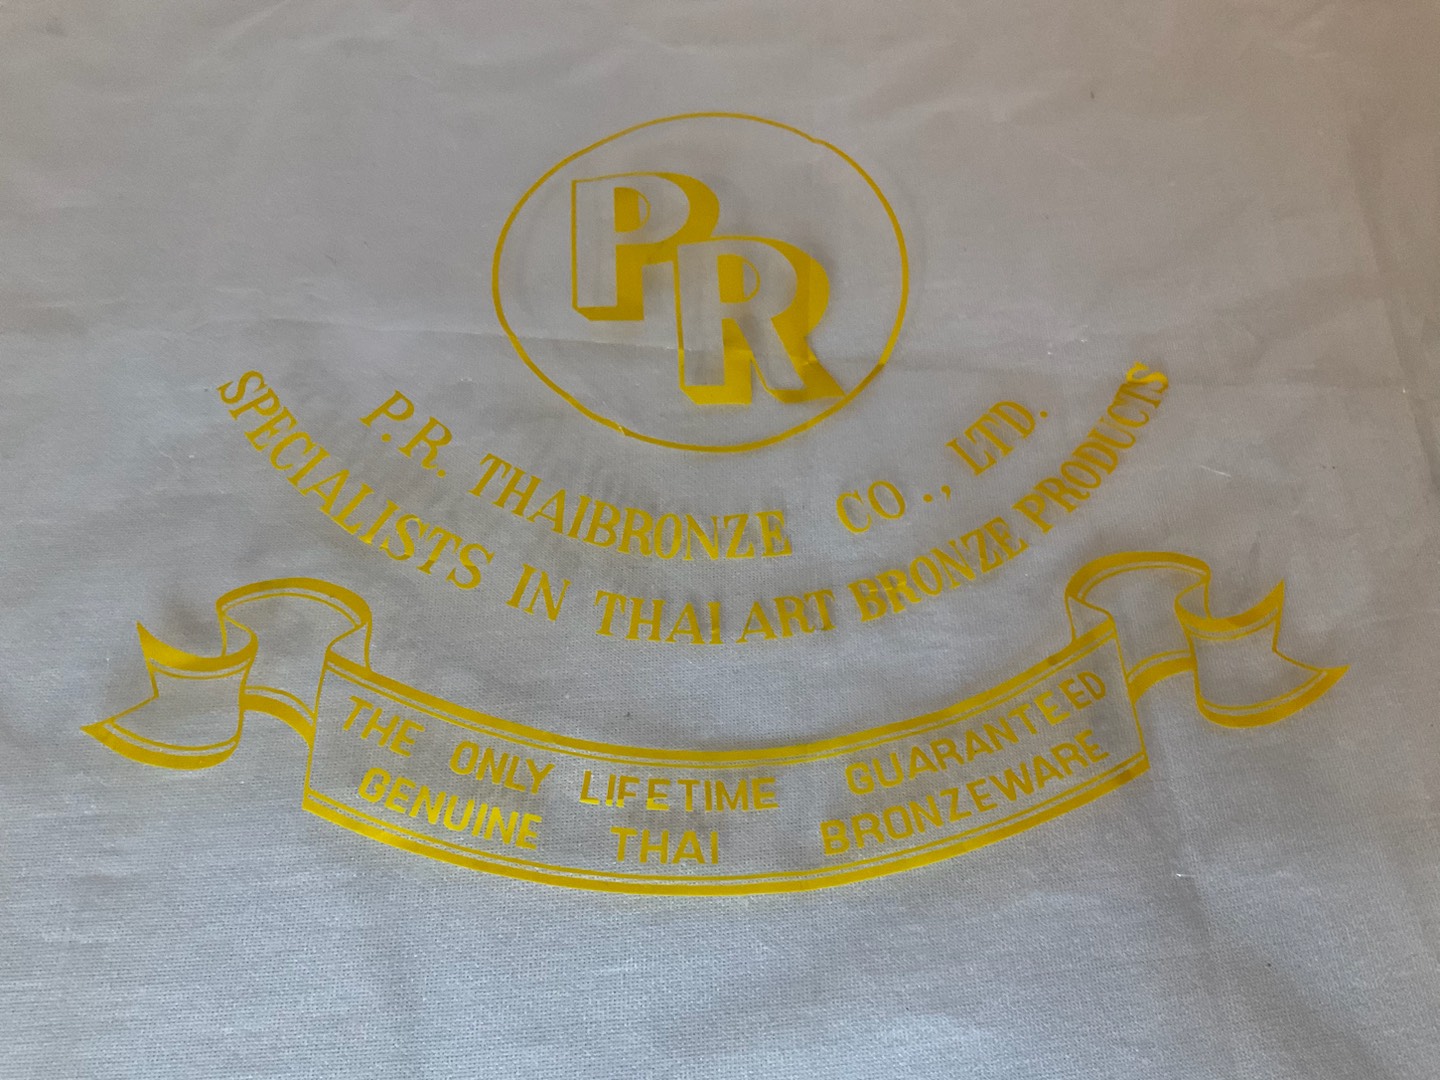 PR
P.R. THAIBRONZE CO., LTD.
SPECIALISTS IN THAI ART BRONZE PRODUCTS
THE ONLY LIFETIME GUARANTEED
GENUINE THAI BRONZEWARE